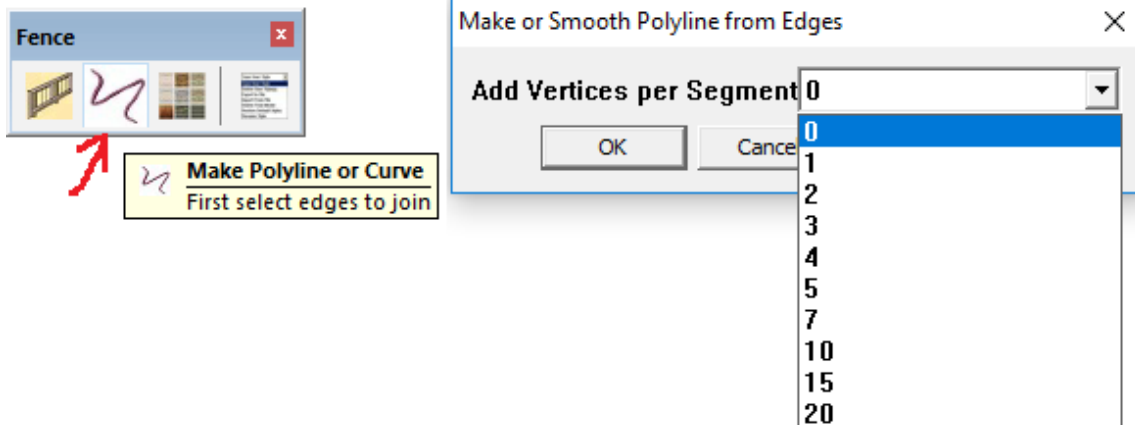 Fence
x
Make Polyline or Curve
First select edges to join
Make or Smooth Polyline from Edges
Add Vertices per Segment 0
OK
0
1
2
3
4
5
7
10
15
20